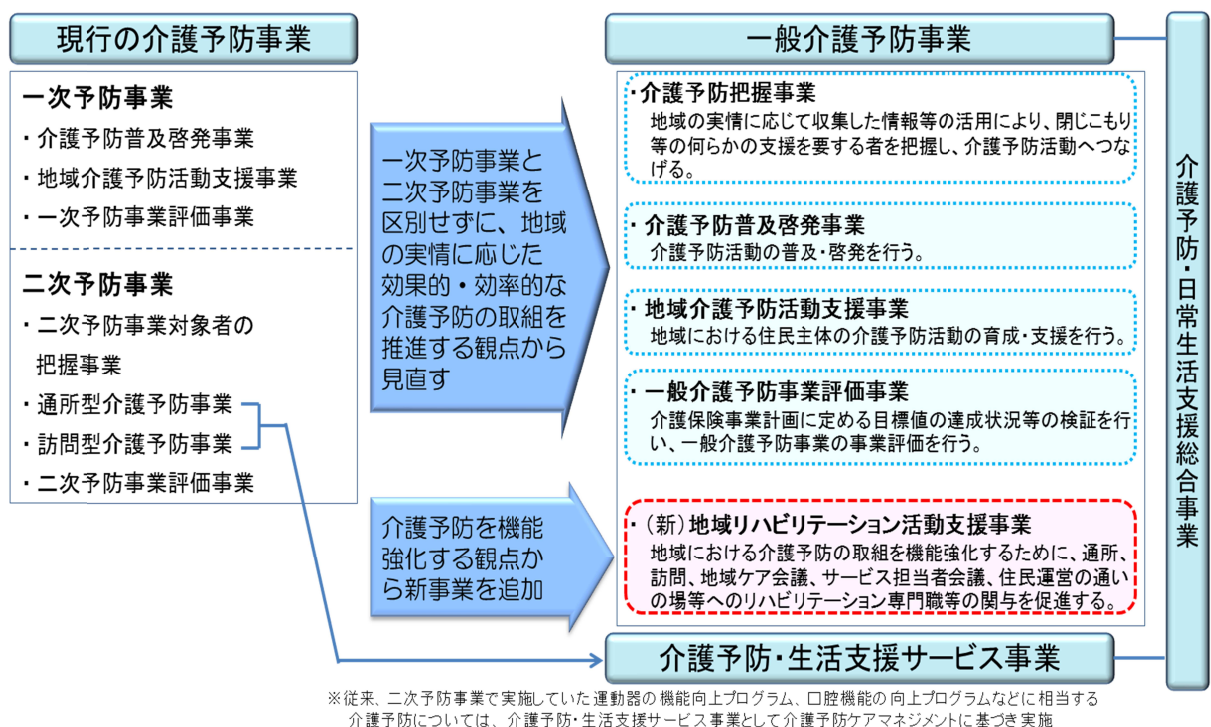 現行の介護予防事業
一次予防事業
・介護予防普及啓発事業
・地域介護予防活動支援事業
・一次予防事業評価事業
二次予防事業
・二次予防事業対象者の
把握事業
・通所型介護予防事業
・訪問型介護予防事業
・二次予防事業評価事業
一次予防事業と
二次予防事業を
区別せずに、地域
の実情に応じた
効果的・効率的な
介護予防の取組を
推進する観点から
見直す
介護予防を機能
強化する観点か
ら新事業を追加
一般介護予防事業
・介護予防把握事業
地域の実情に応じて収集した情報等の活用により、閉じこもり
等の何らかの支援を要する者を把握し、介護予防活動へつな
げる。
・介護予防普及啓発事業
介護予防活動の普及・啓発を行う。
・地域介護予防活動支援事業
地域における住民主体の介護予防活動の育成・支援を行う。
・一般介護予防事業評価事業
介護保険事業計画に定める目標値の達成状況等の検証を行
い、一般介護予防事業の事業評価を行う。
・（新）地域リハビリテーション活動支援事業
地域における介護予防の取組を機能強化するために、通所、
訪問、地域ケア会議、サービス担当者会議、住民運営の通い
の場等へのリハビリテーション専門職等の関与を促進する。
介護予防・生活支援サービス事業
介護予防・日常生活支援総合事業
※従来、二次予防事業で実施していた運動器の機能向上プログラム、口腔機能の向上プログラムなどに相当する
介護予防については、介護予防・生活支援サービス事業として介護予防ケアマネジメントに基づき実施